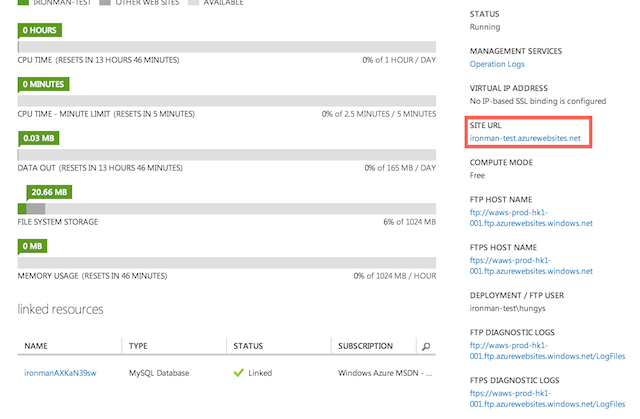 IRONMAN-TEST OTHER WEB SITES AVAILABLE
0 HOURS
CPU TIME (RESETS IN 13 HOURS 46 MINUTES) 0% of 1 HOUR / DAY
0 MINUTES
CPU TIME - MINUTE LIMIT (RESETS IN 5 MINUTES) 0% of 2.5 MINUTES / 5 MINUTES
0.03 MB
DATA OUT (RESETS IN 13 HOURS 46 MINUTES) 0% of 165 MB / DAY
20.66 MB
FILE SYSTEM STORAGE 6% of 1024 MB
0 MB
MEMORY USAGE (RESETS IN 46 MINUTES) 0% of 1024 MB / HOUR
linked resources
NAME TYPE STATUS SUBSCRIPTION
ironmanAXKaN39sw MySQL Database Linked Windows Azure MSDN - ...
STATUS
Running
MANAGEMENT SERVICES
Operation Logs
VIRTUAL IP ADDRESS
No IP-based SSL binding is configured
SITE URL
ironman-test.azurewebsites.net
COMPUTE MODE
Free
FTP HOST NAME
ftp://waws-prod-hk1-
001.ftp.azurewebsites.windows.net
FTPS HOST NAME
ftps://waws-prod-hk1-
001.ftp.azurewebsites.windows.net
DEPLOYMENT / FTP USER
ironman-test\hungys
FTP DIAGNOSTIC LOGS
ftp://waws-prod-hk1-
001.ftp.azurewebsites.windows.net/LogFiles
FTPS DIAGNOSTIC LOGS
ftps://waws-prod-hk1-
001.ftp.azurewebsites.windows.net/LogFiles